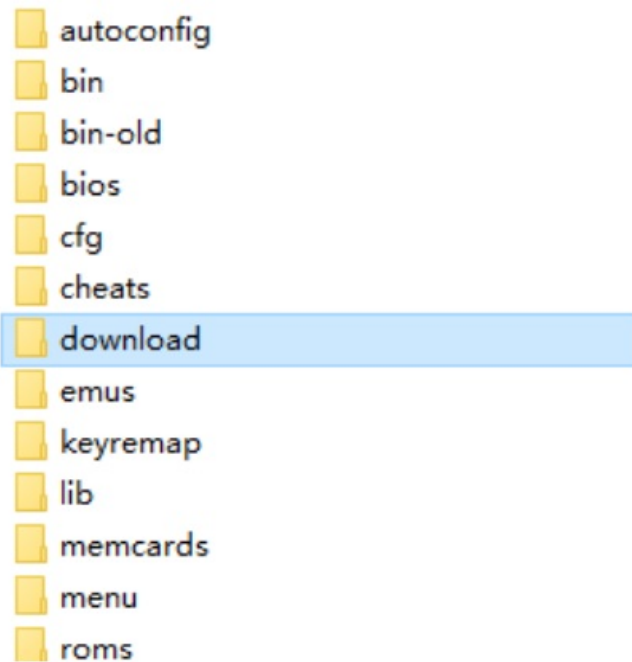 autoconfig
bin
bin-old
bios
cfg
cheats
download
emus
keyremap
lib
memcards
menu
roms